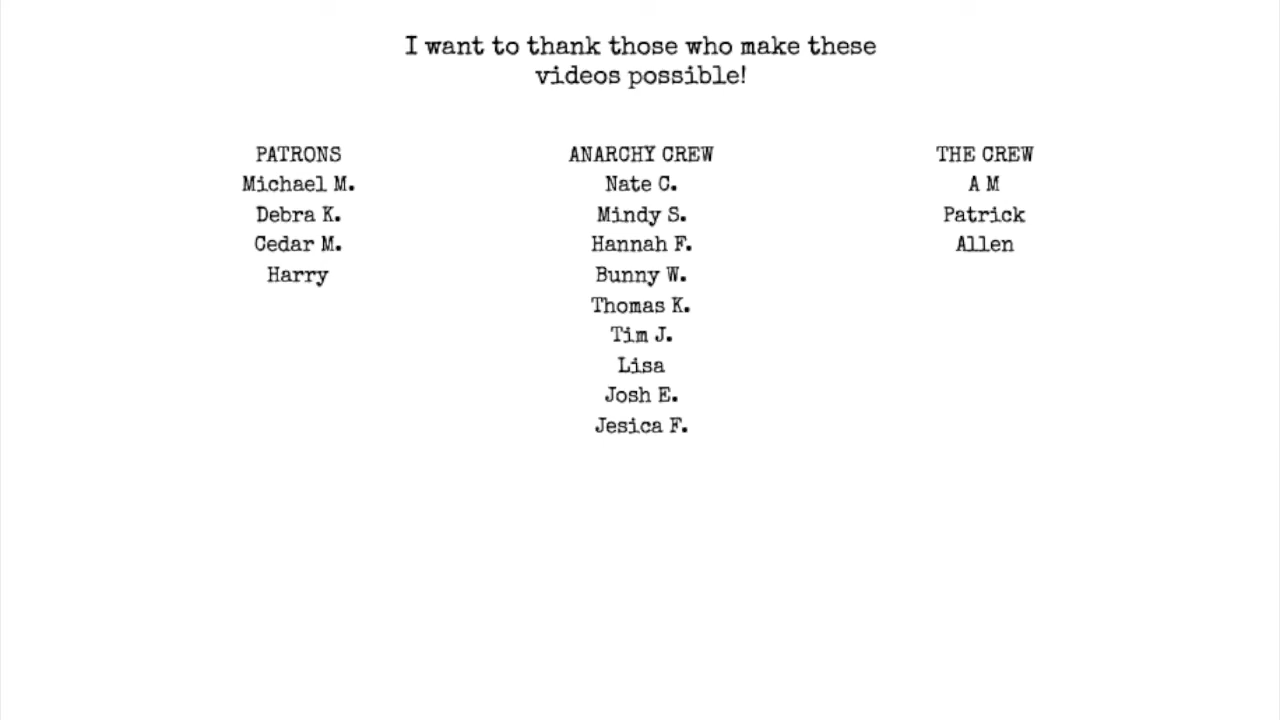 I want to thank those who make these
videos possible!
PATRONS
Michael M.
Debra K.
Cedar M.
Harry
ANARCHY CREW
Nate C.
Mindy S.
Hannah F.
Bunny W.
Thomas K.
Tim J.
Lisa
Josh E.
Jesica F.
THE CREW
A M
Patrick
Allen